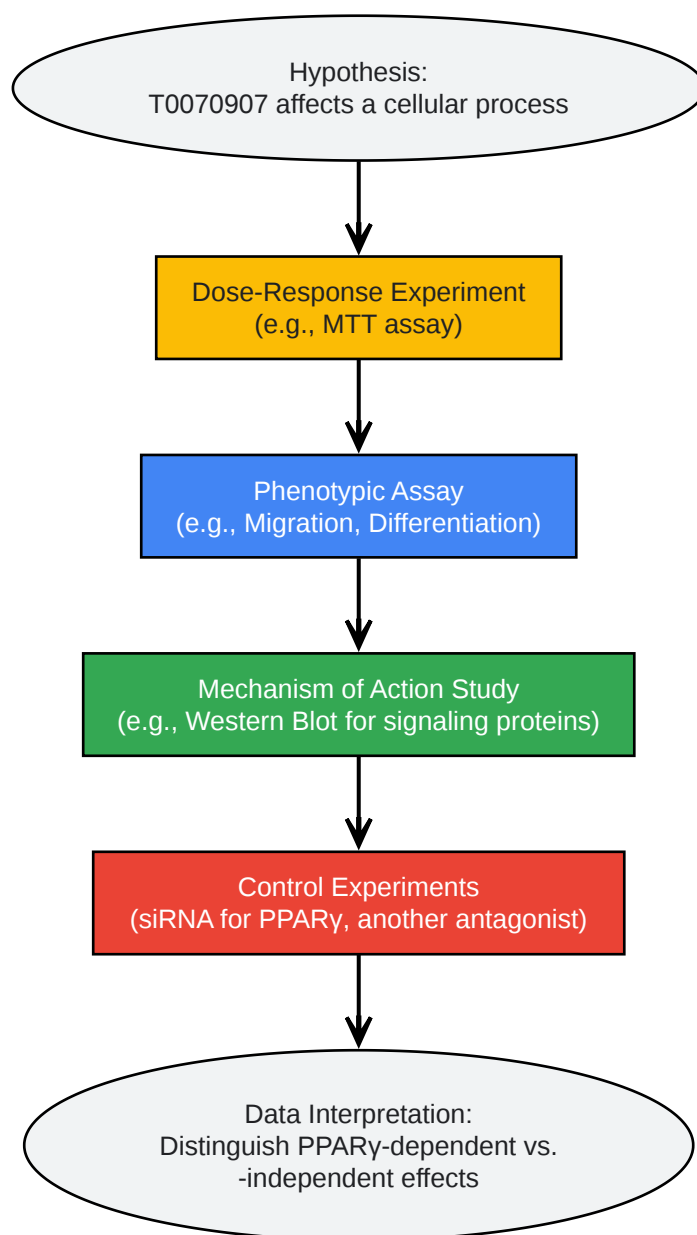 Hypothesis:
T0070907 affects a cellular process
Dose-Response Experiment
(e.g., MTT assay)
Phenotypic Assay
(e.g., Migration, Differentiation)
Mechanism of Action Study
(e.g., Western Blot for signaling proteins)
Control Experiments
(siRNA for PPARγ, another antagonist)
Data Interpretation:
Distinguish PPARγ-dependent vs.
-independent effects